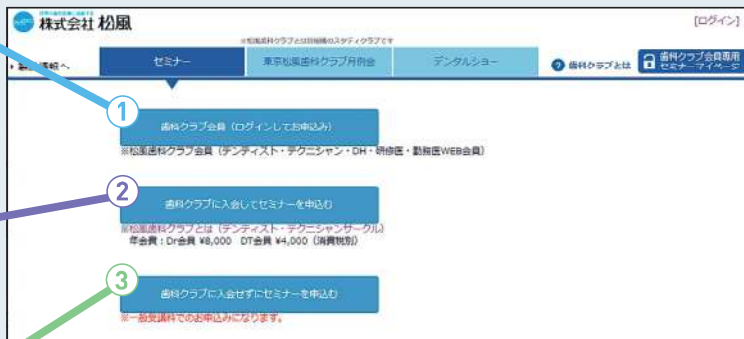 株式会社 松風
[ログイン]
※松風歯科クラブとは回組織のスタディクラブです
セミナー
東京松風歯科クラブ月例会
デンタルショー
? 歯科クラブとは
歯科クラブ会員専用
セミナーマイページ
1
歯科クラブ会員（ログインしてお申込み）
※松風歯科クラブ会員（デンティスト・テクニシャン・DH・研修医・勤務医WEB会員）
2
歯科クラブに入会してセミナーを申込む
※松風歯科クラブとは（デンティスト・テクニシャンサークル）
年会費：Dr会員 ¥8,000 DT会員 ¥4,000（消費税別）
3
歯科クラブに入会せずにセミナーを申込む
※一般受講料でのお申込みになります。